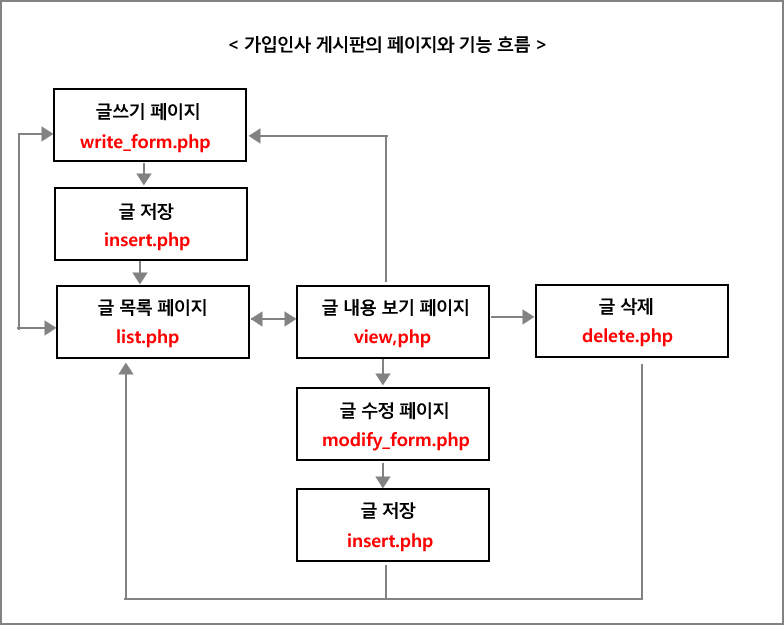 < 가입인사 게시판의 페이지와 기능 흐름 >
글쓰기 페이지
write_form.php
글 저장
insert.php
글 목록 페이지
list.php
글 내용 보기 페이지
view,php
글 삭제
delete.php
글 수정 페이지
modify_form.php
글 저장
insert.php